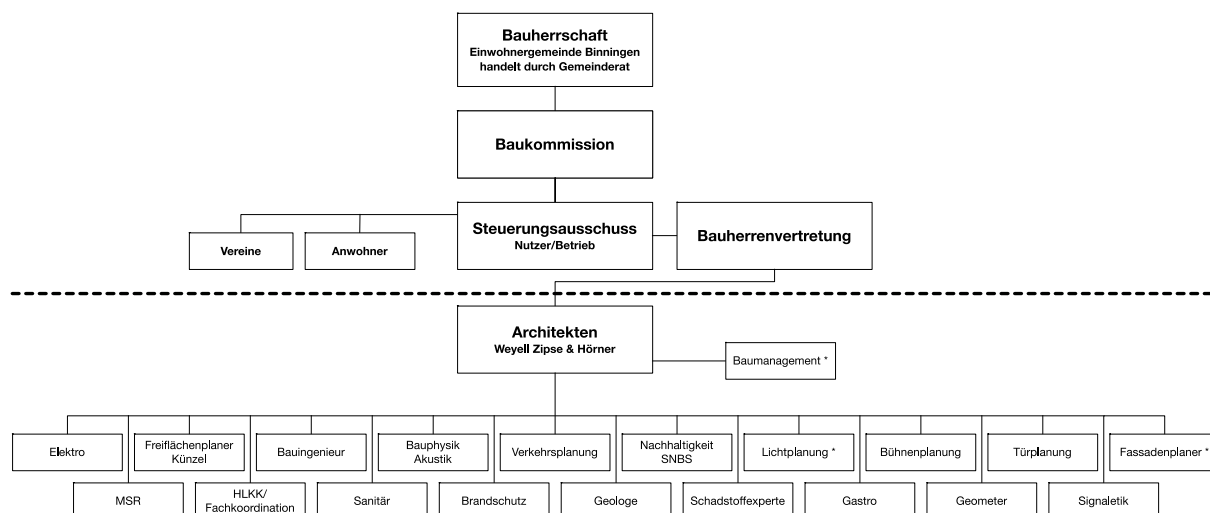 Bauherrschaft
Einwohnergemeinde Binningen
handelt durch Gemeinderat
Baukommission
Steuerungsausschuss
Nutzer/Betrieb
Bauherrenvertretung
Vereine
Anwohner
Architekten
Weyell Zipse & Hörner
Baumanagement *
Elektro
Freiflächenplaner
Künzel
Bauingenieur
Bauphysik
Akustik
Verkehrsplanung
Nachhaltigkeit
SNBS
Lichtplanung *
Bühnenplanung
Türplanung
Fassadenplaner *
MSR
HLKK/
Fachkoordination
Sanitär
Brandschutz
Geologe
Schadstoffexperte
Gastro
Geometer
Signaletik